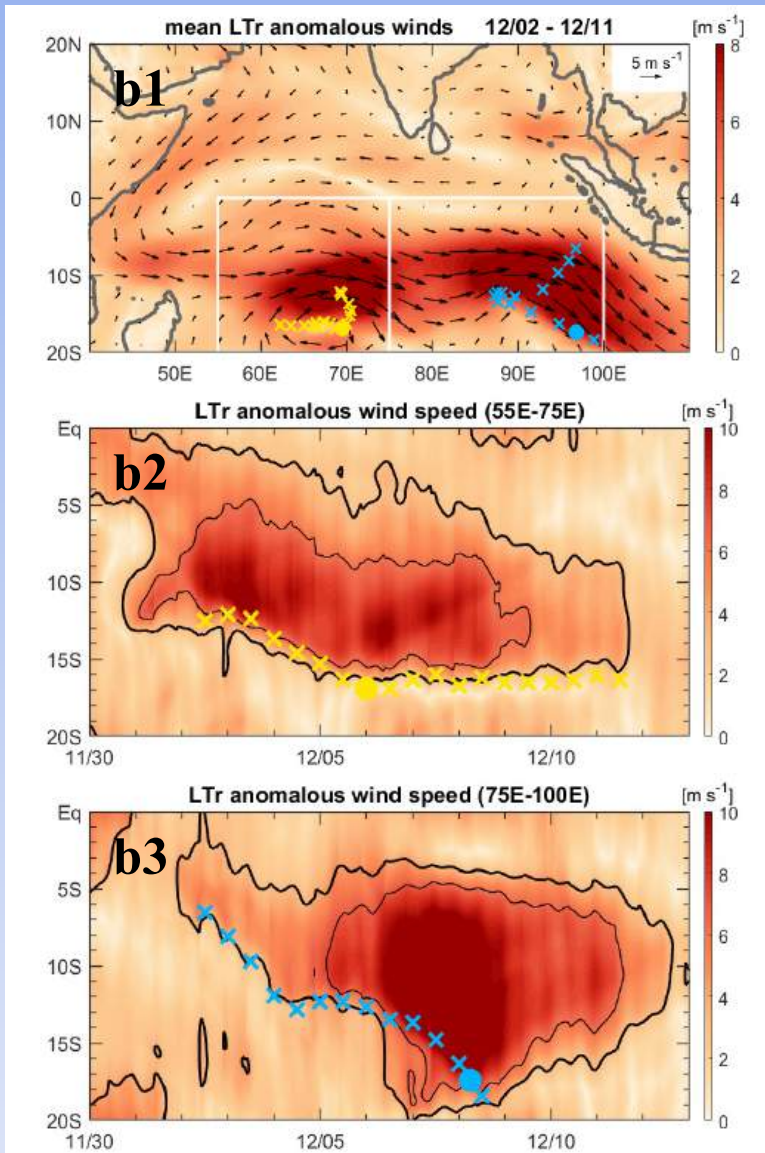 mean LTr anomalous winds 12/02 - 12/11 [m s⁻¹]
b1
5 m s⁻¹
20N
10N
0
10S
20S
50E 60E 70E 80E 90E 100E
8
6
4
2
0
LTr anomalous wind speed (55E-75E) [m s⁻¹]
b2
Eq
5S
10S
15S
20S
11/30 12/05 12/10
10
8
6
4
2
0
LTr anomalous wind speed (75E-100E) [m s⁻¹]
b3
Eq
5S
10S
15S
20S
11/30 12/05 12/10
10
8
6
4
2
0